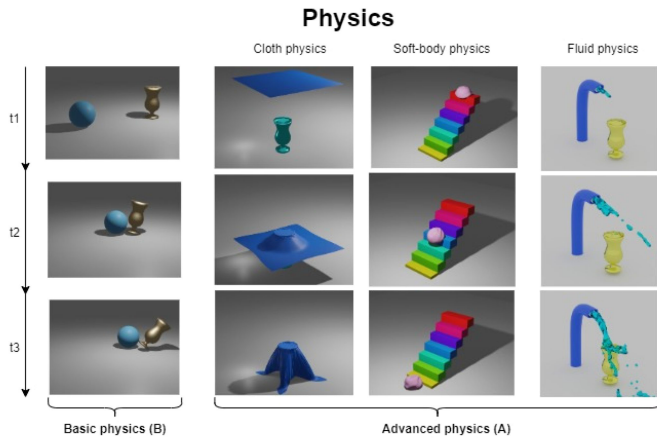 Physics
Cloth physics
Soft-body physics
Fluid physics
t1
t2
t3
Basic physics (B)
Advanced physics (A)